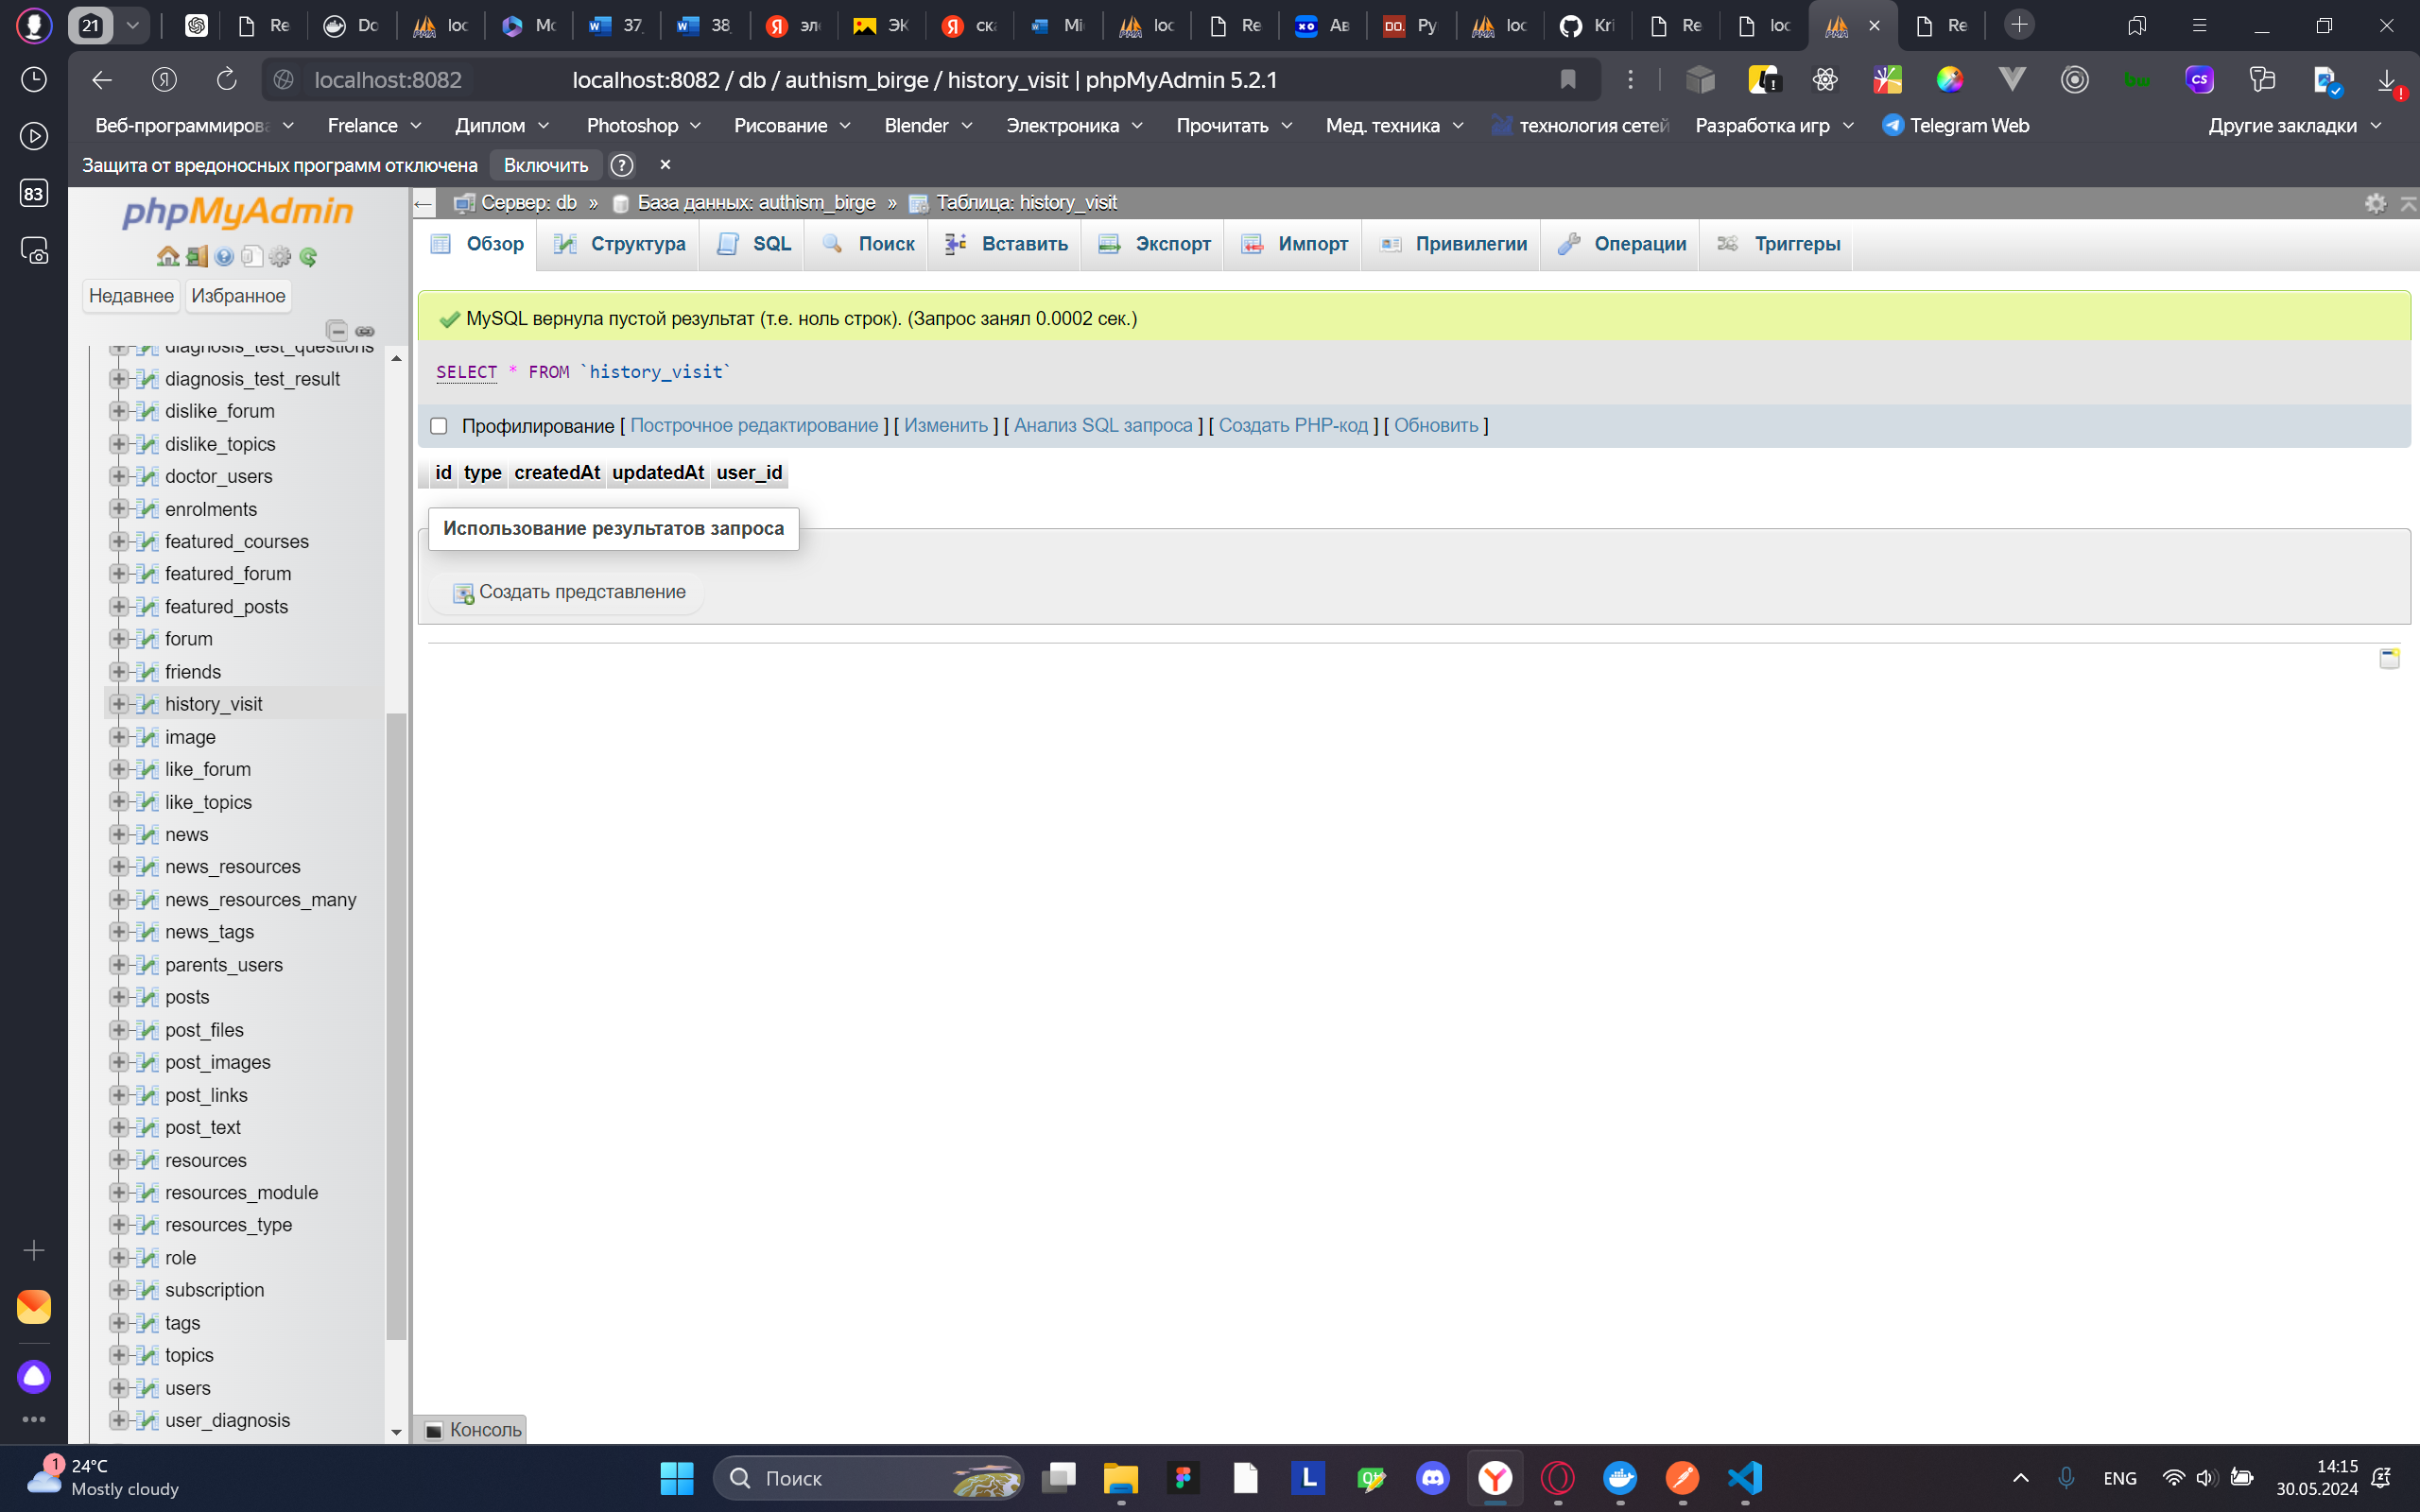 21
Re
Do
loc
Mc
37
38
эле
ЭК
ска
Mi
loc
Re
Ав
DO.
Ру
loc
Kri
Re
loc
Re
localhost:8082
localhost:8082 / db / authism_birge / history_visit | phpMyAdmin 5.2.1
CS
Веб-программирова
Frelance
Диплом
Photoshop
Рисование
Blender
Электроника
Прочитать
Мед. техника
технология сетей
Разработка игр
Telegram Web
Другие закладки
Защита от вредоносных программ отключена
Включить
83
phpMyAdmin
Недавнее
Избранное
diagnosis_test_questions
diagnosis_test_result
dislike_forum
dislike_topics
doctor_users
enrolments
featured_courses
featured_forum
featured_posts
forum
friends
history_visit
image
like_forum
like_topics
news
news_resources
news_resources_many
news_tags
parents_users
posts
post_files
post_images
post_links
post_text
resources
resources_module
resources_type
role
subscription
tags
topics
users
user_diagnosis
Сервер: db » База данных: authism_birge » Таблица: history_visit
Обзор
Структура
SQL
Поиск
Вставить
Экспорт
Импорт
Привилегии
Операции
Триггеры
MySQL вернула пустой результат (т.е. ноль строк). (Запрос занял 0.0002 сек.)
SELECT * FROM `history_visit`
Профилирование [ Построчное редактирование ] [ Изменить ] [ Анализ SQL запроса ] [ Создать PHP-код ] [ Обновить ]
id type createdAt updatedAt user_id
Использование результатов запроса
Создать представление
Консоль
1
24°C
Mostly cloudy
Поиск
L
Qt
ENG
14:15
30.05.2024